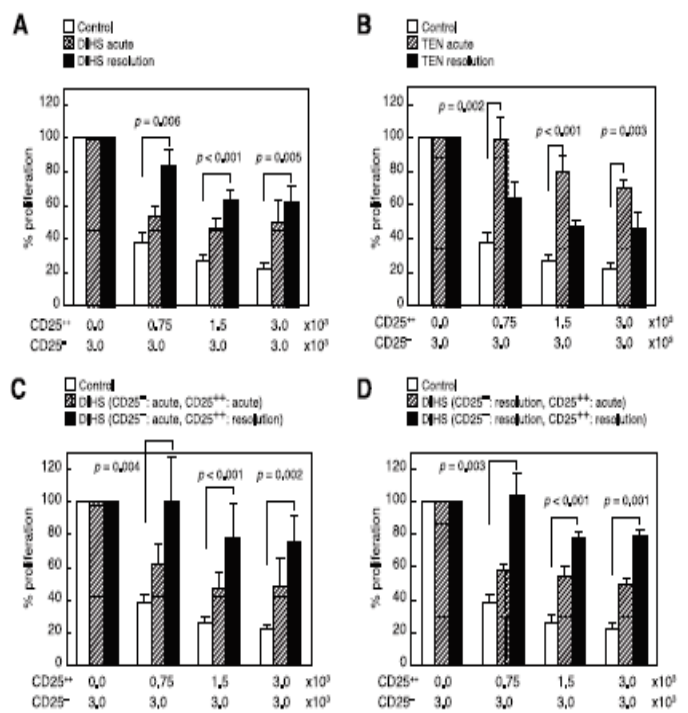 A
Control
DIHS acute
DIHS resolution
120
100
80
60
40
20
0
% proliferation
p = 0.006
p < 0.001
p = 0.005
CD25++ 0.0 0.75 1.5 3.0 x10³
CD25− 3.0 3.0 3.0 3.0 x10³
B
Control
TEN acute
TEN resolution
120
100
80
60
40
20
0
% proliferation
p = 0.002
p < 0.001
p = 0.003
CD25++ 0.0 0.75 1.5 3.0 x10³
CD25− 3.0 3.0 3.0 3.0 x10³
C
Control
DIHS (CD25−: acute, CD25++: acute)
DIHS (CD25−: acute, CD25++: resolution)
120
100
80
60
40
20
0
% proliferation
p = 0.004
p < 0.001
p = 0.002
CD25++ 0.0 0.75 1.5 3.0 x10³
CD25− 3.0 3.0 3.0 3.0 x10³
D
Control
DIHS (CD25−: resolution, CD25++: acute)
DIHS (CD25−: resolution, CD25++: resolution)
120
100
80
60
40
20
0
% proliferation
p = 0.003
p < 0.001
p = 0.001
CD25++ 0.0 0.75 1.5 3.0 x10³
CD25− 3.0 3.0 3.0 3.0 x10³